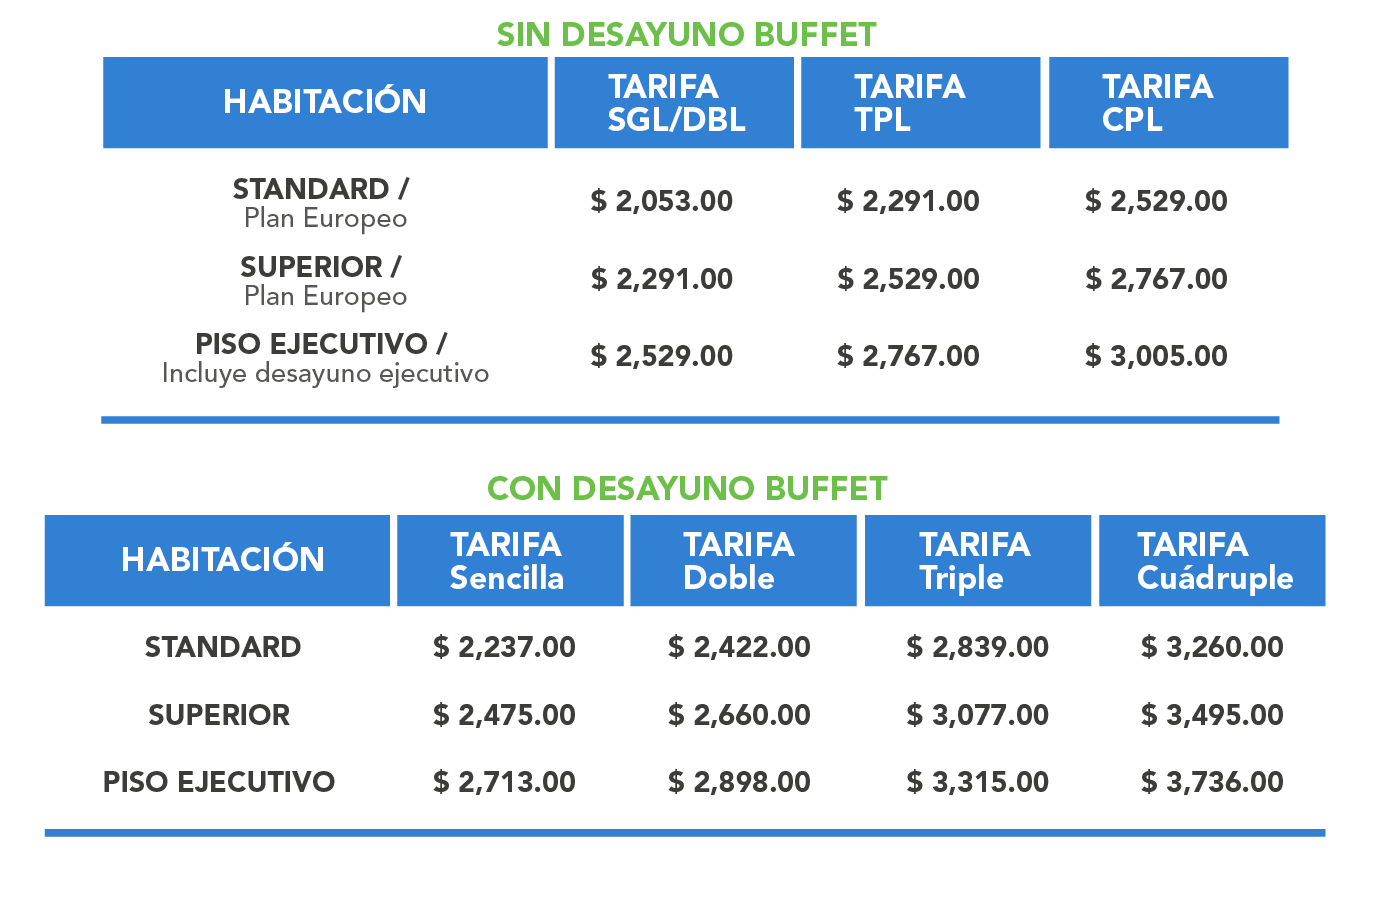 SIN DESAYUNO BUFFET
HABITACIÓN
TARIFA
SGL/DBL
TARIFA
TPL
TARIFA
CPL
STANDARD /
Plan Europeo
$ 2,053.00
$ 2,291.00
$ 2,529.00
SUPERIOR /
Plan Europeo
$ 2,291.00
$ 2,529.00
$ 2,767.00
PISO EJECUTIVO /
Incluye desayuno ejecutivo
$ 2,529.00
$ 2,767.00
$ 3,005.00
CON DESAYUNO BUFFET
HABITACIÓN
TARIFA
Sencilla
TARIFA
Doble
TARIFA
Triple
TARIFA
Cuádruple
STANDARD
$ 2,237.00
$ 2,422.00
$ 2,839.00
$ 3,260.00
SUPERIOR
$ 2,475.00
$ 2,660.00
$ 3,077.00
$ 3,495.00
PISO EJECUTIVO
$ 2,713.00
$ 2,898.00
$ 3,315.00
$ 3,736.00